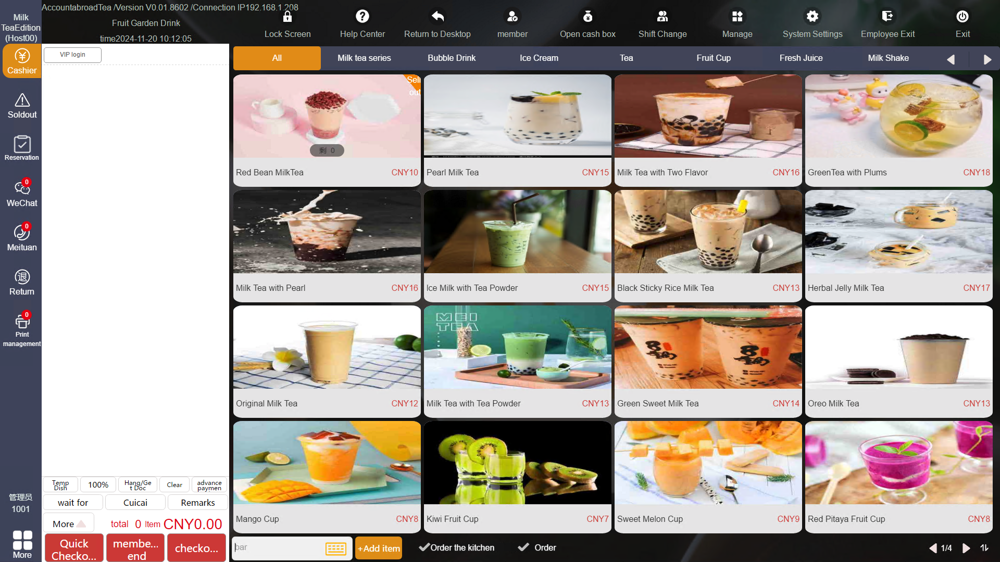 AccountabroadTea /Version V0.01.8602 /Connection IP192.168.1.208
Milk
TeaEdition
(Host00)
Fruit Garden Drink
time2024-11-20 10:12:05
Lock Screen
Help Center
Return to Desktop
member
Open cash box
Shift Change
Manage
System Settings
Employee Exit
Exit
Cashier
Soldout
Reservation
0
WeChat
0
Meituan
退
Return
0
Print
management
管理员
1001
More
VIP login
All
Milk tea series
Bubble Drink
Ice Cream
Tea
Fruit Cup
Fresh Juice
Milk Shake
Sell
out
剩 0
Red Bean MilkTea CNY10
Pearl Milk Tea CNY15
Milk Tea with Two Flavor CNY16
GreenTea with Plums CNY18
Milk Tea with Pearl CNY16
Ice Milk with Tea Powder CNY15
Black Sticky Rice Milk Tea CNY13
Herbal Jelly Milk Tea CNY17
MEI
TEA
Original Milk Tea CNY12
Milk Tea with Tea Powder CNY13
Green Sweet Milk Tea CNY14
Oreo Milk Tea CNY13
Mango Cup CNY8
Kiwi Fruit Cup CNY7
Sweet Melon Cup CNY9
Red Pitaya Fruit Cup CNY8
Temp
Dish
100%
Hang/Ge
t Doc
Clear
advance
paymen
wait for
Cuicai
Remarks
More
total 0 Item CNY0.00
Quick
Checko...
membe...
end
checko...
bar
+Add item
Order the kitchen
Order
1/4